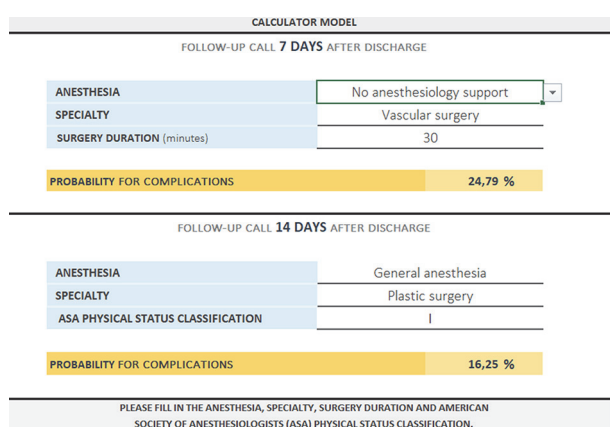 CALCULATOR MODEL
FOLLOW-UP CALL 7 DAYS AFTER DISCHARGE
ANESTHESIA No anesthesiology support
SPECIALTY Vascular surgery
SURGERY DURATION (minutes) 30
PROBABILITY FOR COMPLICATIONS 24,79 %
FOLLOW-UP CALL 14 DAYS AFTER DISCHARGE
ANESTHESIA General anesthesia
SPECIALTY Plastic surgery
ASA PHYSICAL STATUS CLASSIFICATION I
PROBABILITY FOR COMPLICATIONS 16,25 %
PLEASE FILL IN THE ANESTHESIA, SPECIALTY, SURGERY DURATION AND AMERICAN
SOCIETY OF ANESTHESIOLOGISTS (ASA) PHYSICAL STATUS CLASSIFICATION.